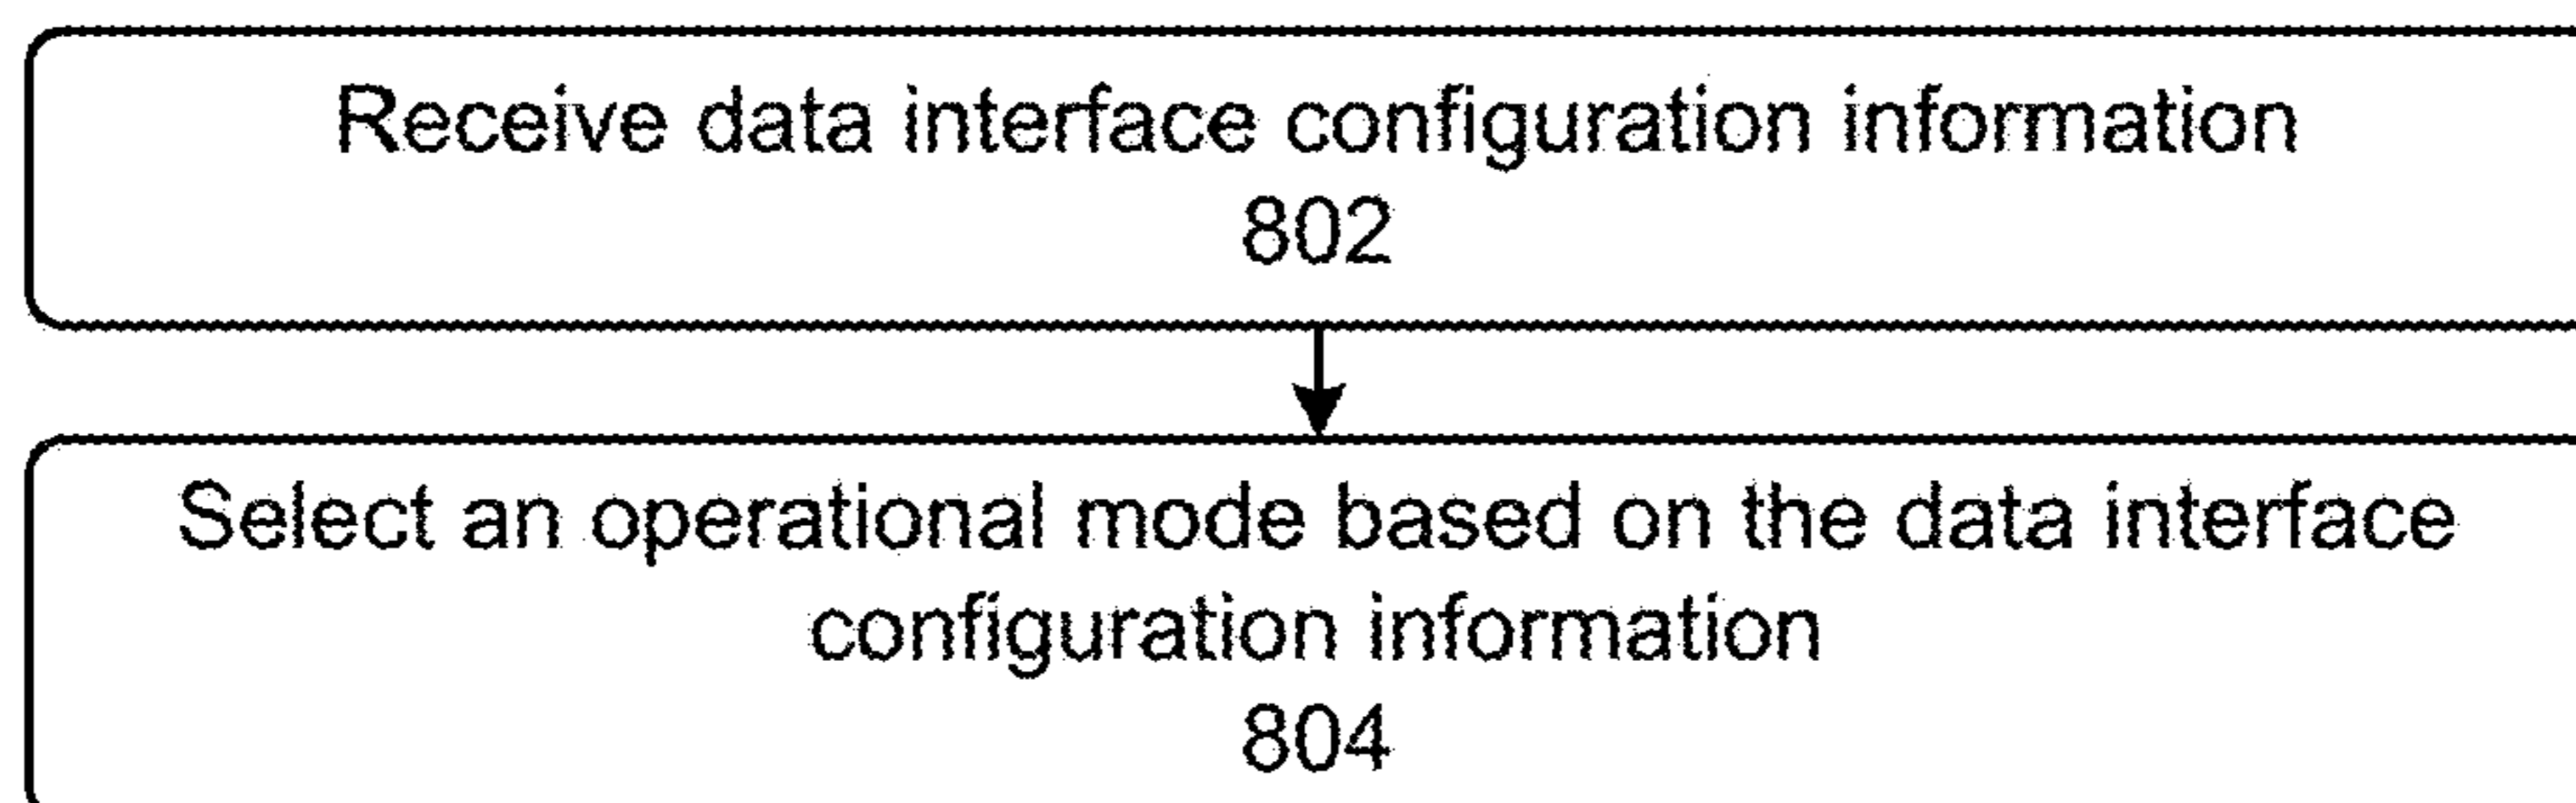 Receive data interface configuration information
802
Select an operational mode based on the data interface
configuration information
804